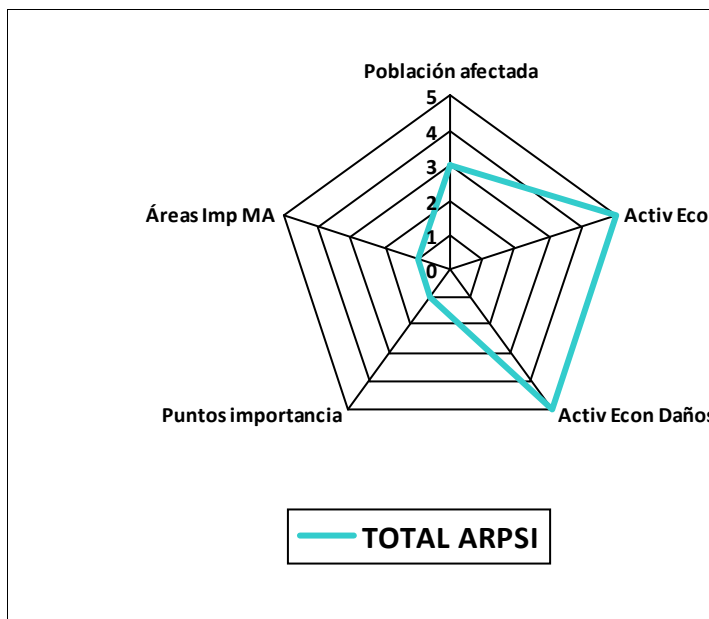 Población afectada
5
4
3
2
1
0
Áreas Imp MA
Activ Eco
Puntos importancia
Activ Econ Daños
TOTAL ARPSI